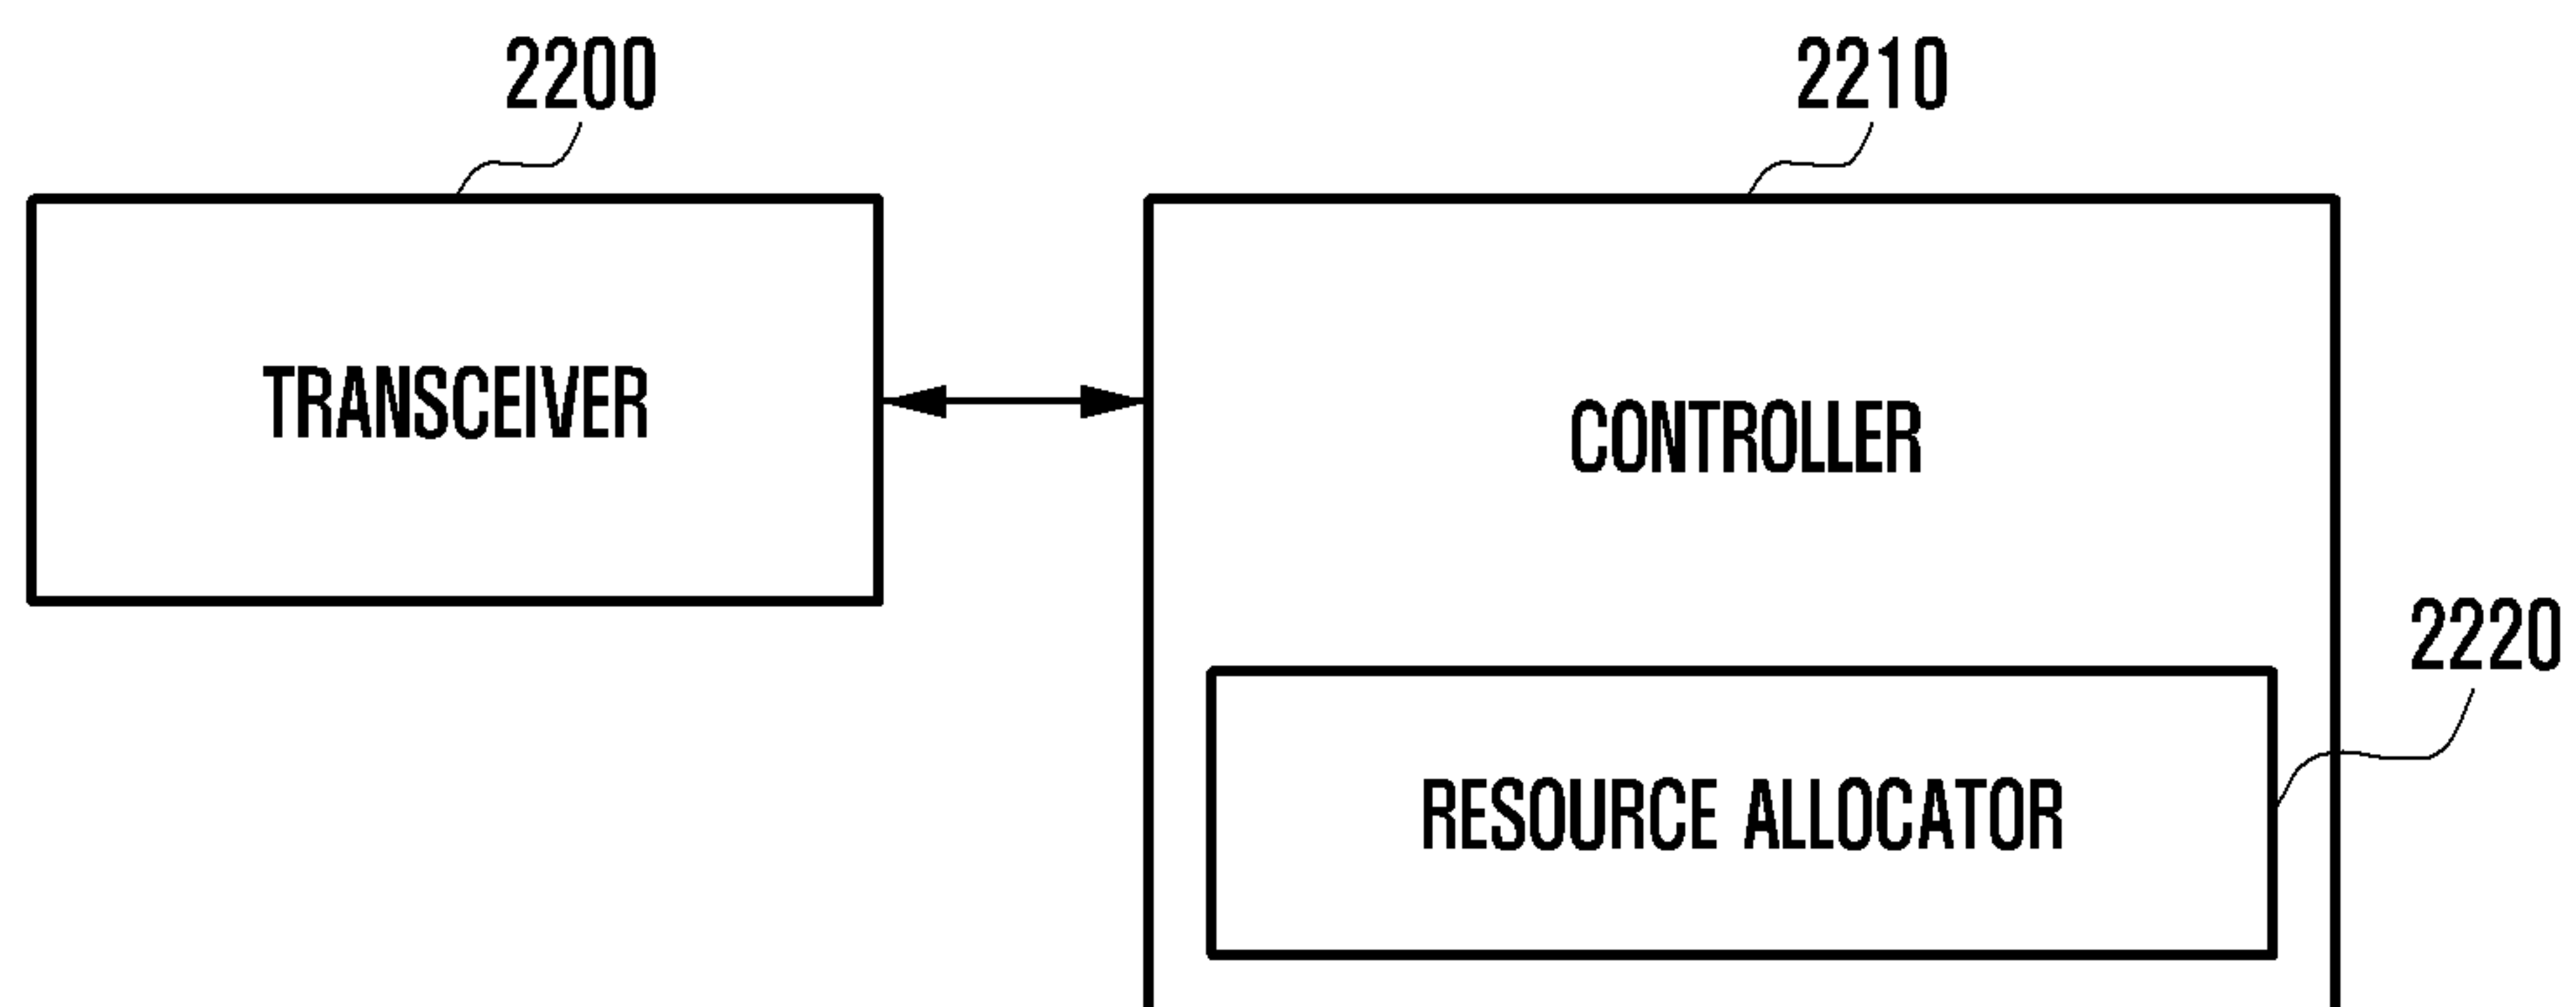 2200
2210
TRANSCEIVER
CONTROLLER
2220
RESOURCE ALLOCATOR